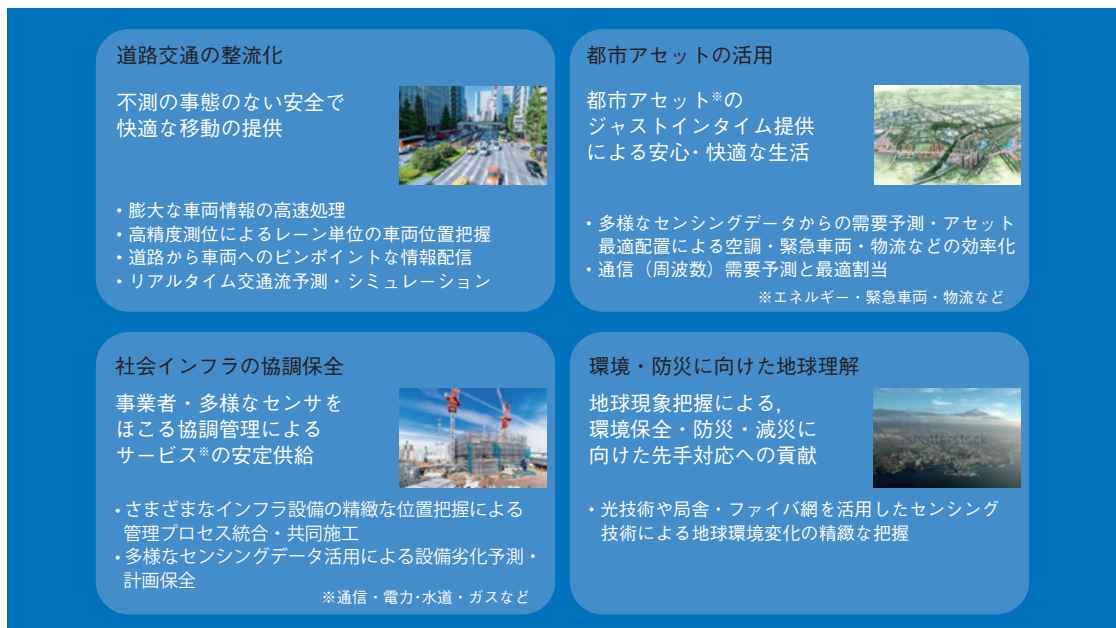 道路交通の整流化
不測の事態のない安全で
快適な移動の提供
・膨大な車両情報の高速処理
・高精度測位によるレーン単位の車両位置把握
・道路から車両へのピンポイントな情報配信
・リアルタイム交通流予測・シミュレーション
都市アセットの活用
都市アセット※の
ジャストインタイム提供
による安心・快適な生活
・多様なセンシングデータからの需要予測・アセット
最適配置による空調・緊急車両・物流などの効率化
・通信（周波数）需要予測と最適割当
※エネルギー・緊急車両・物流など
社会インフラの協調保全
事業者・多様なセンサを
ほこる協調管理による
サービス※の安定供給
・さまざまなインフラ設備の精緻な位置把握による
管理プロセス統合・共同施工
・多様なセンシングデータ活用による設備劣化予測・
計画保全
※通信・電力・水道・ガスなど
環境・防災に向けた地球理解
地球現象把握による,
環境保全・防災・減災に
向けた先手対応への貢献
shutterstock
・光技術や局舎・ファイバ網を活用したセンシング
技術による地球環境変化の精緻な把握